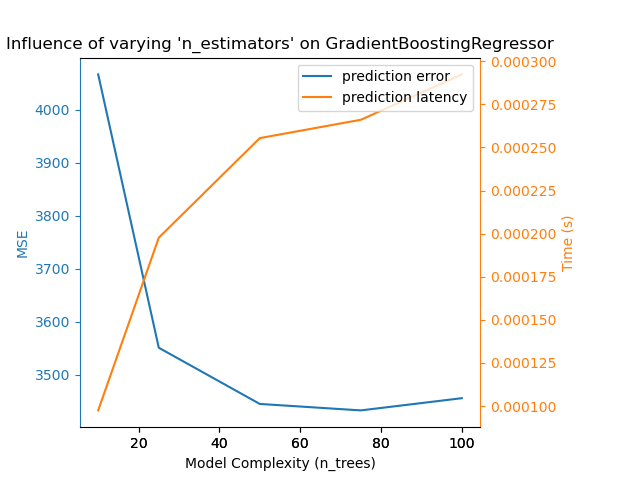 Influence of varying 'n_estimators' on GradientBoostingRegressor
prediction error
prediction latency
4000
3900
3800
3700
3600
3500
MSE
0.000300
0.000275
0.000250
0.000225
0.000200
0.000175
0.000150
0.000125
0.000100
Time (s)
20 40 60 80 100
Model Complexity (n_trees)